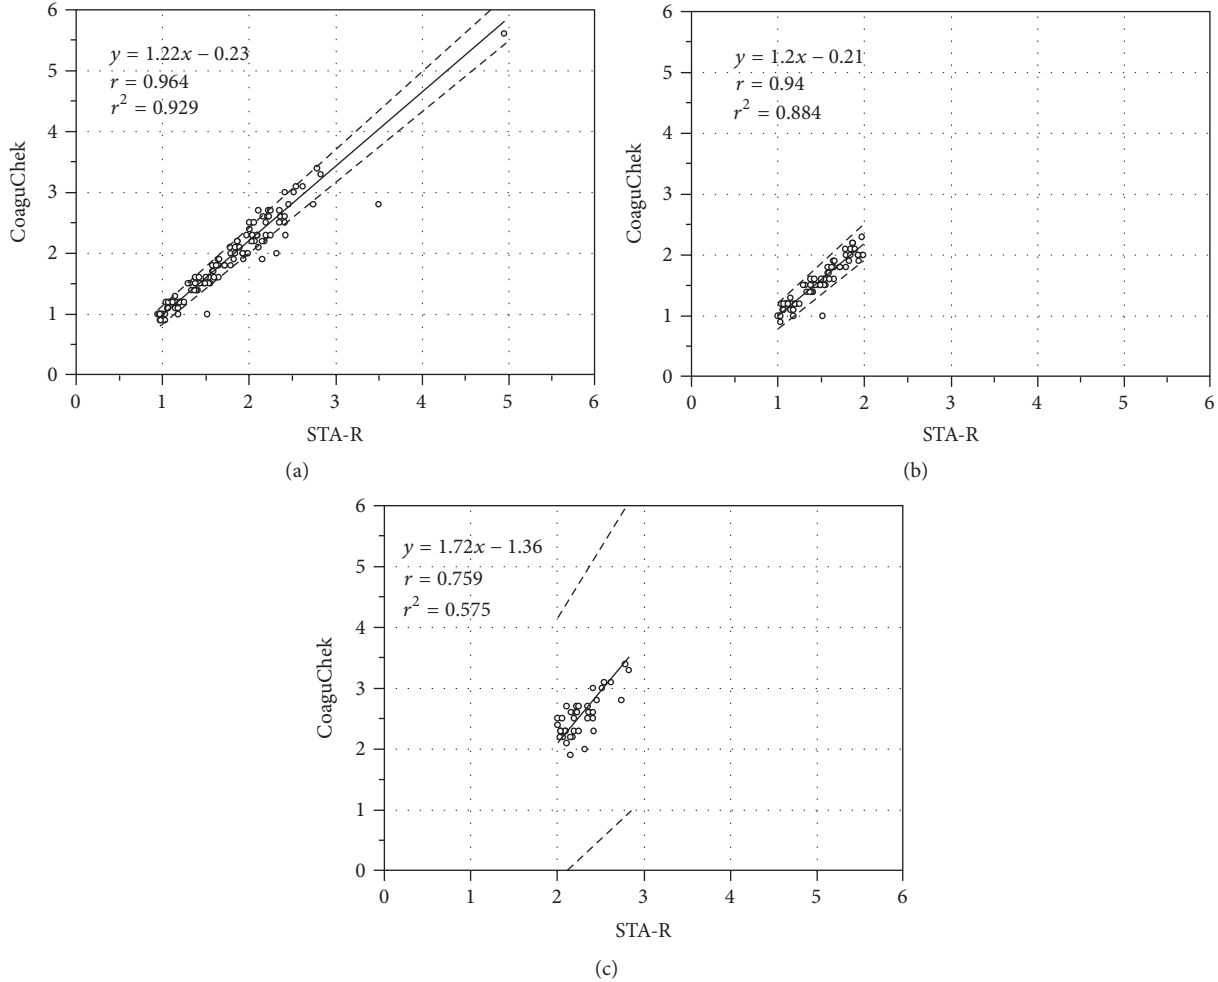 6
5
4
3
2
1
0
CoaguChek
y = 1.22x − 0.23
r = 0.964
r² = 0.929
0 1 2 3 4 5 6
STA-R
(a)
6
5
4
3
2
1
0
CoaguChek
y = 1.2x − 0.21
r = 0.94
r² = 0.884
0 1 2 3 4 5 6
STA-R
(b)
6
5
4
3
2
1
0
CoaguChek
y = 1.72x − 1.36
r = 0.759
r² = 0.575
0 1 2 3 4 5 6
STA-R
(c)